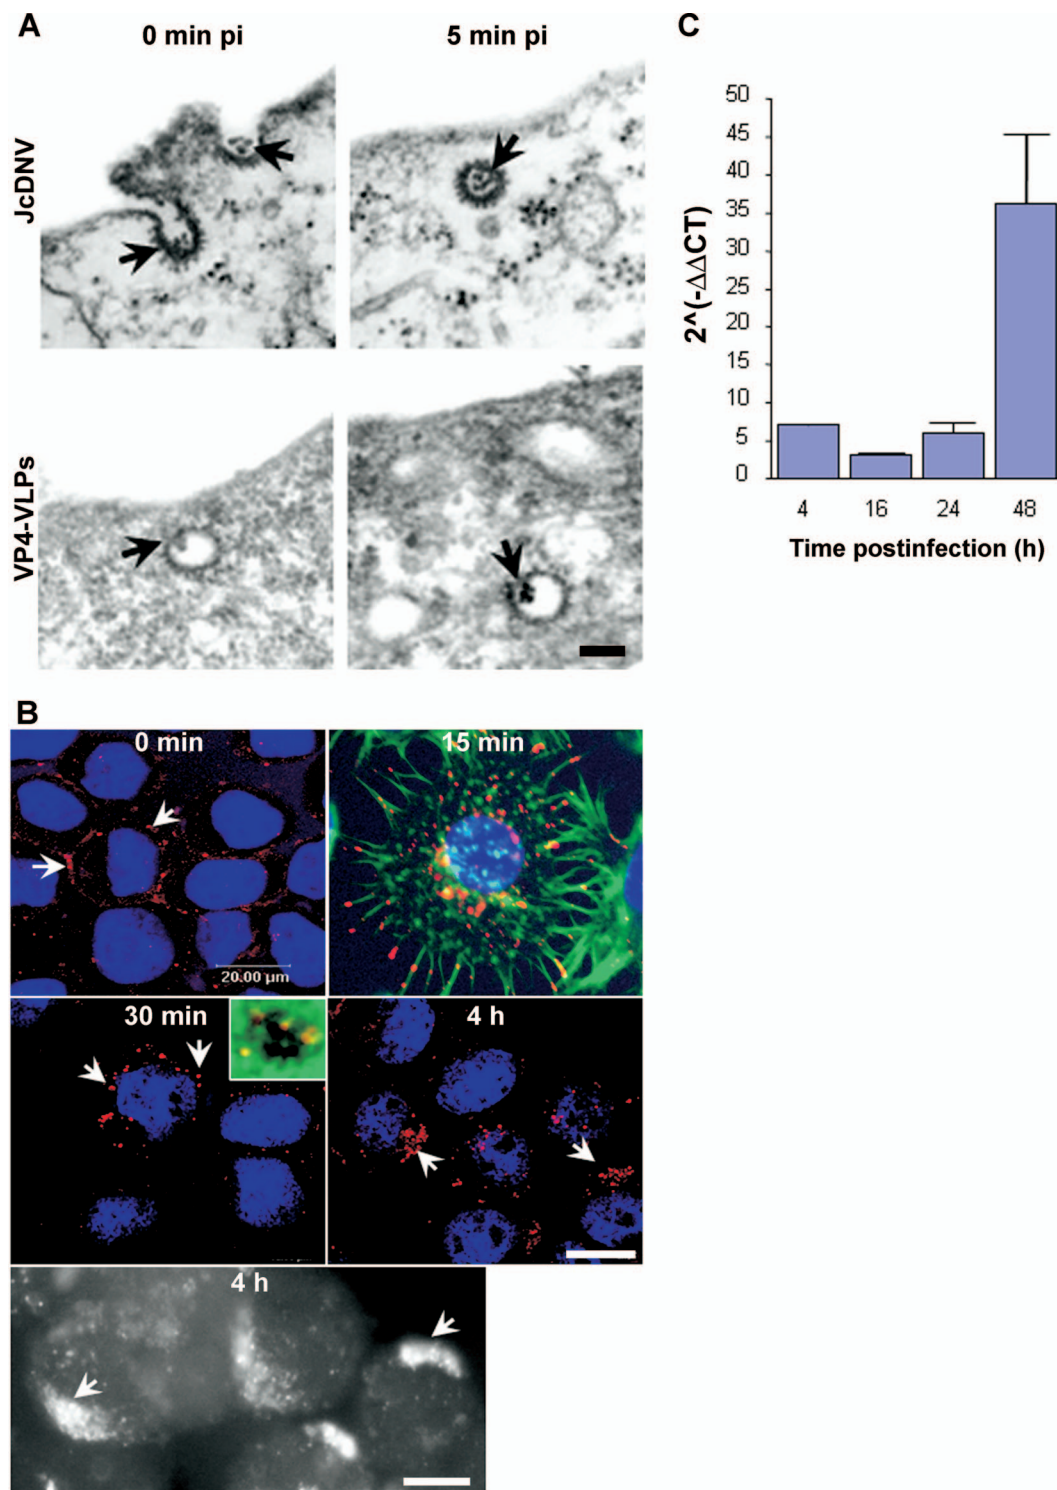 A
0 min pi
5 min pi
JcDNV
VP4-VLPs
C
50
45
40
35
30
25
20
15
10
5
0
2^(-ΔΔCT)
4 16 24 48
Time postinfection (h)
B
0 min
15 min
20.00 µm
30 min
4 h
4 h